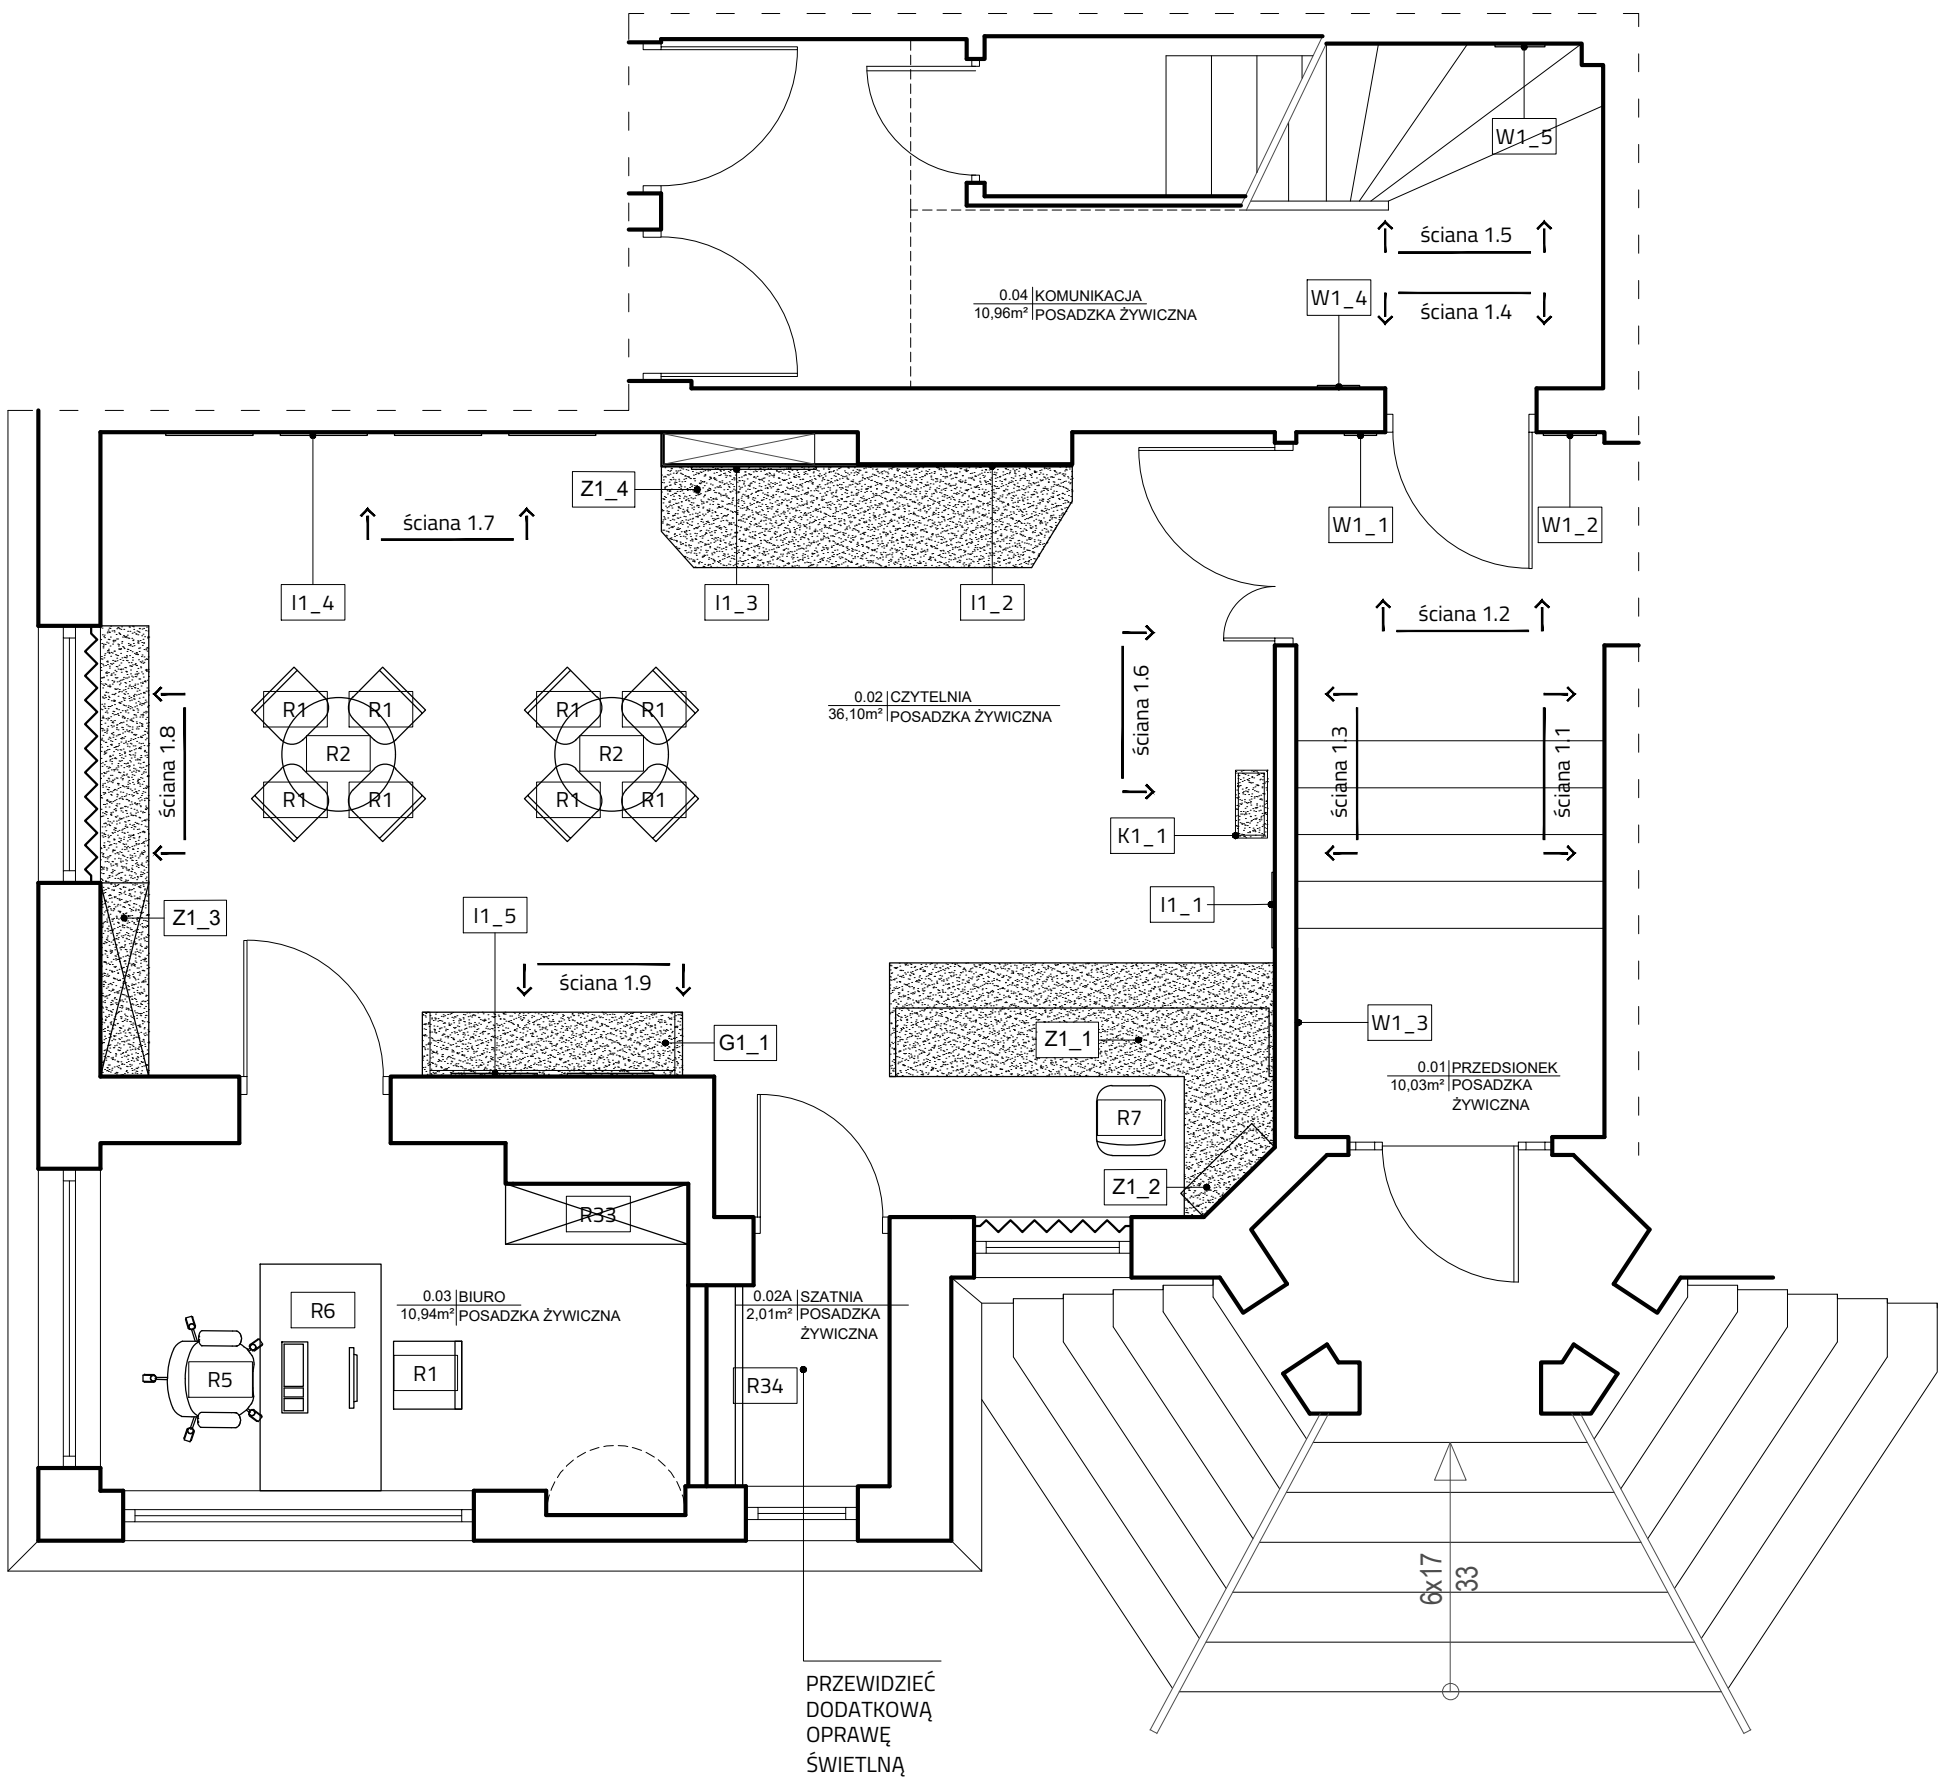 W1_5
ściana 1.5
W1_4
0.04 KOMUNIKACJA
10,96m² POSADZKA ŻYWICZNA
ściana 1.4
Z1_4
ściana 1.7
W1_1
W1_2
I1_4
I1_3
I1_2
ściana 1.2
ściana 1.6
R1
R1
R1
R1
0.02 CZYTELNIA
36,10m² POSADZKA ŻYWICZNA
R2
R2
ściana 1.8
ściana 1.3
ściana 1.1
R1
R1
R1
R1
K1_1
I1_1
Z1_3
I1_5
ściana 1.9
W1_3
G1_1
Z1_1
0.01 PRZEDSIONEK
10,03m² POSADZKA
ŻYWICZNA
R7
Z1_2
R33
0.03 BIURO
10,94m² POSADZKA ŻYWICZNA
0.02A SZATNIA
2,01m² POSADZKA
ŻYWICZNA
R6
R5
R1
R34
6x17
33
PRZEWIDZIEĆ
DODATKOWĄ
OPRAWĘ
ŚWIETLNĄ